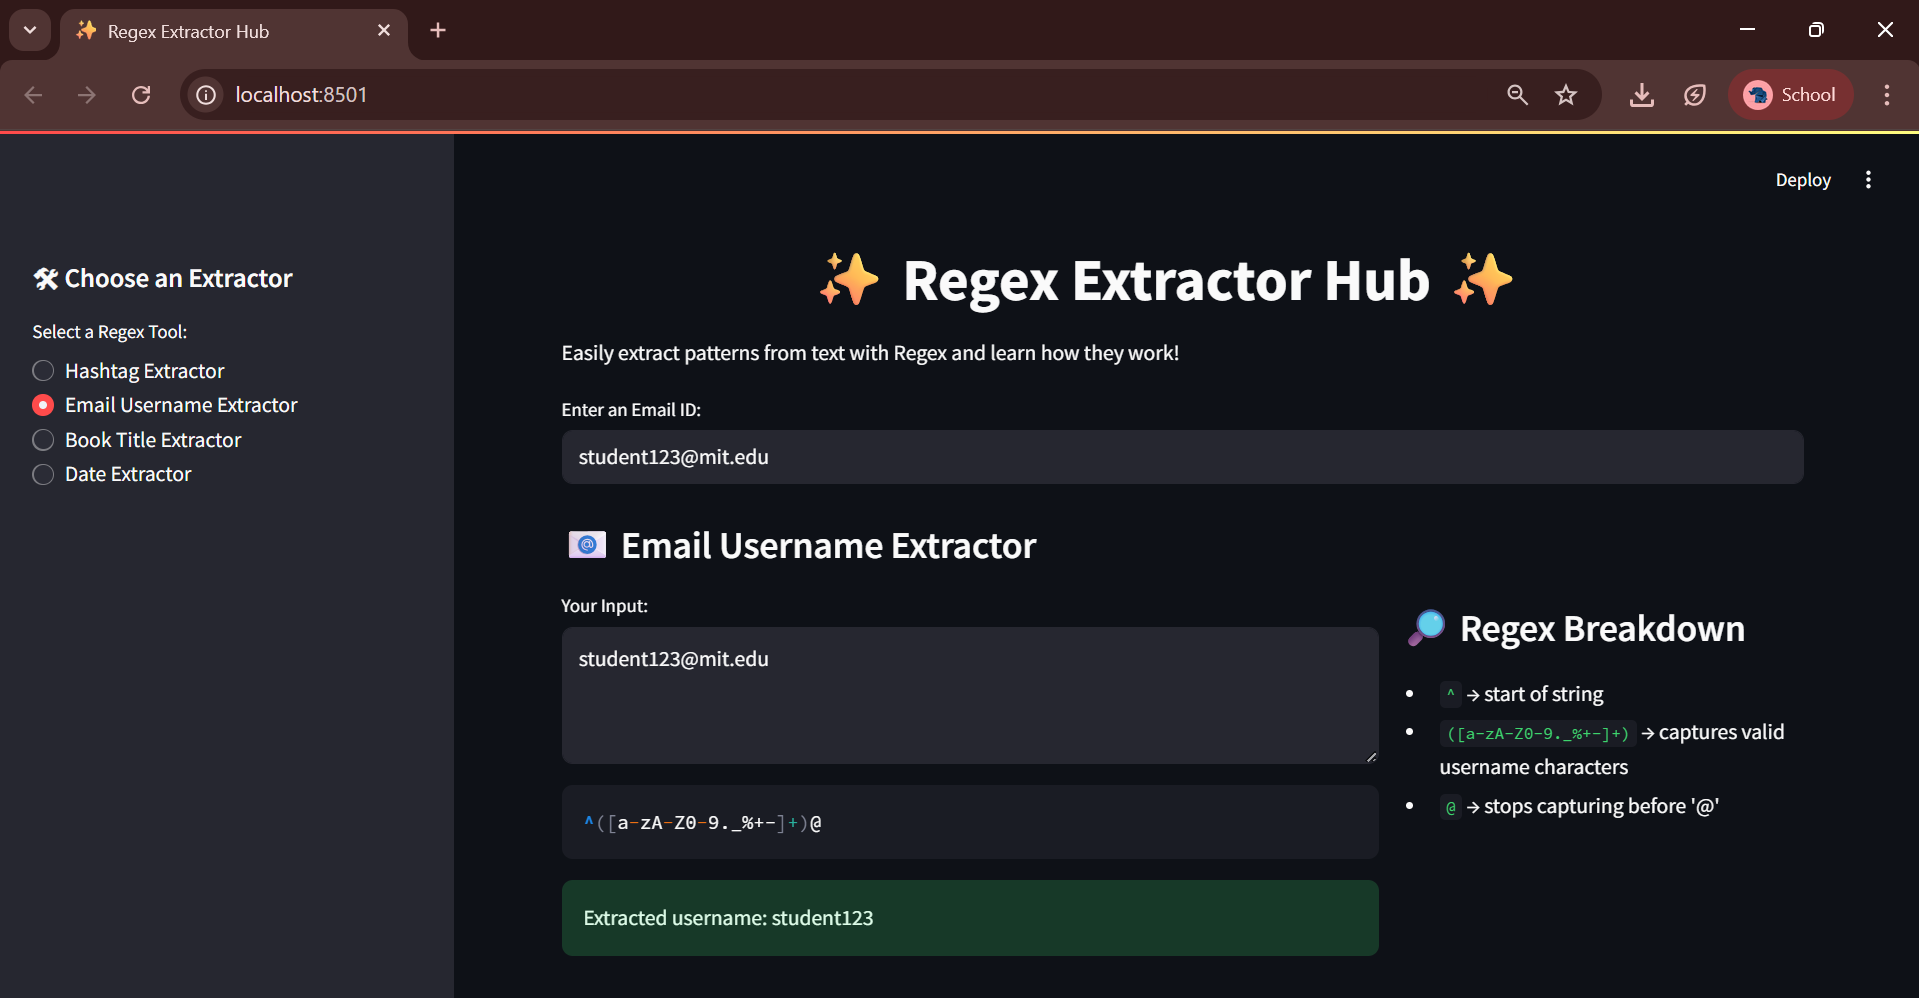 Regex Extractor Hub
localhost:8501
School
Deploy
🛠 Choose an Extractor
Select a Regex Tool:
Hashtag Extractor
Email Username Extractor
Book Title Extractor
Date Extractor
✨ Regex Extractor Hub ✨
Easily extract patterns from text with Regex and learn how they work!
Enter an Email ID:
student123@mit.edu
📧 Email Username Extractor
Your Input:
student123@mit.edu
^([a-zA-Z0-9._%+-]+)@
Extracted username: student123
🔎 Regex Breakdown
• ^ → start of string
• ([a-zA-Z0-9._%+-]+) → captures valid
username characters
• @ → stops capturing before '@'